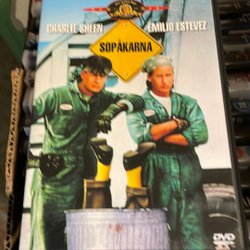 CHARLIE SHEEN EMILIO ESTEVEZ
SOPÅKARNA
DVD